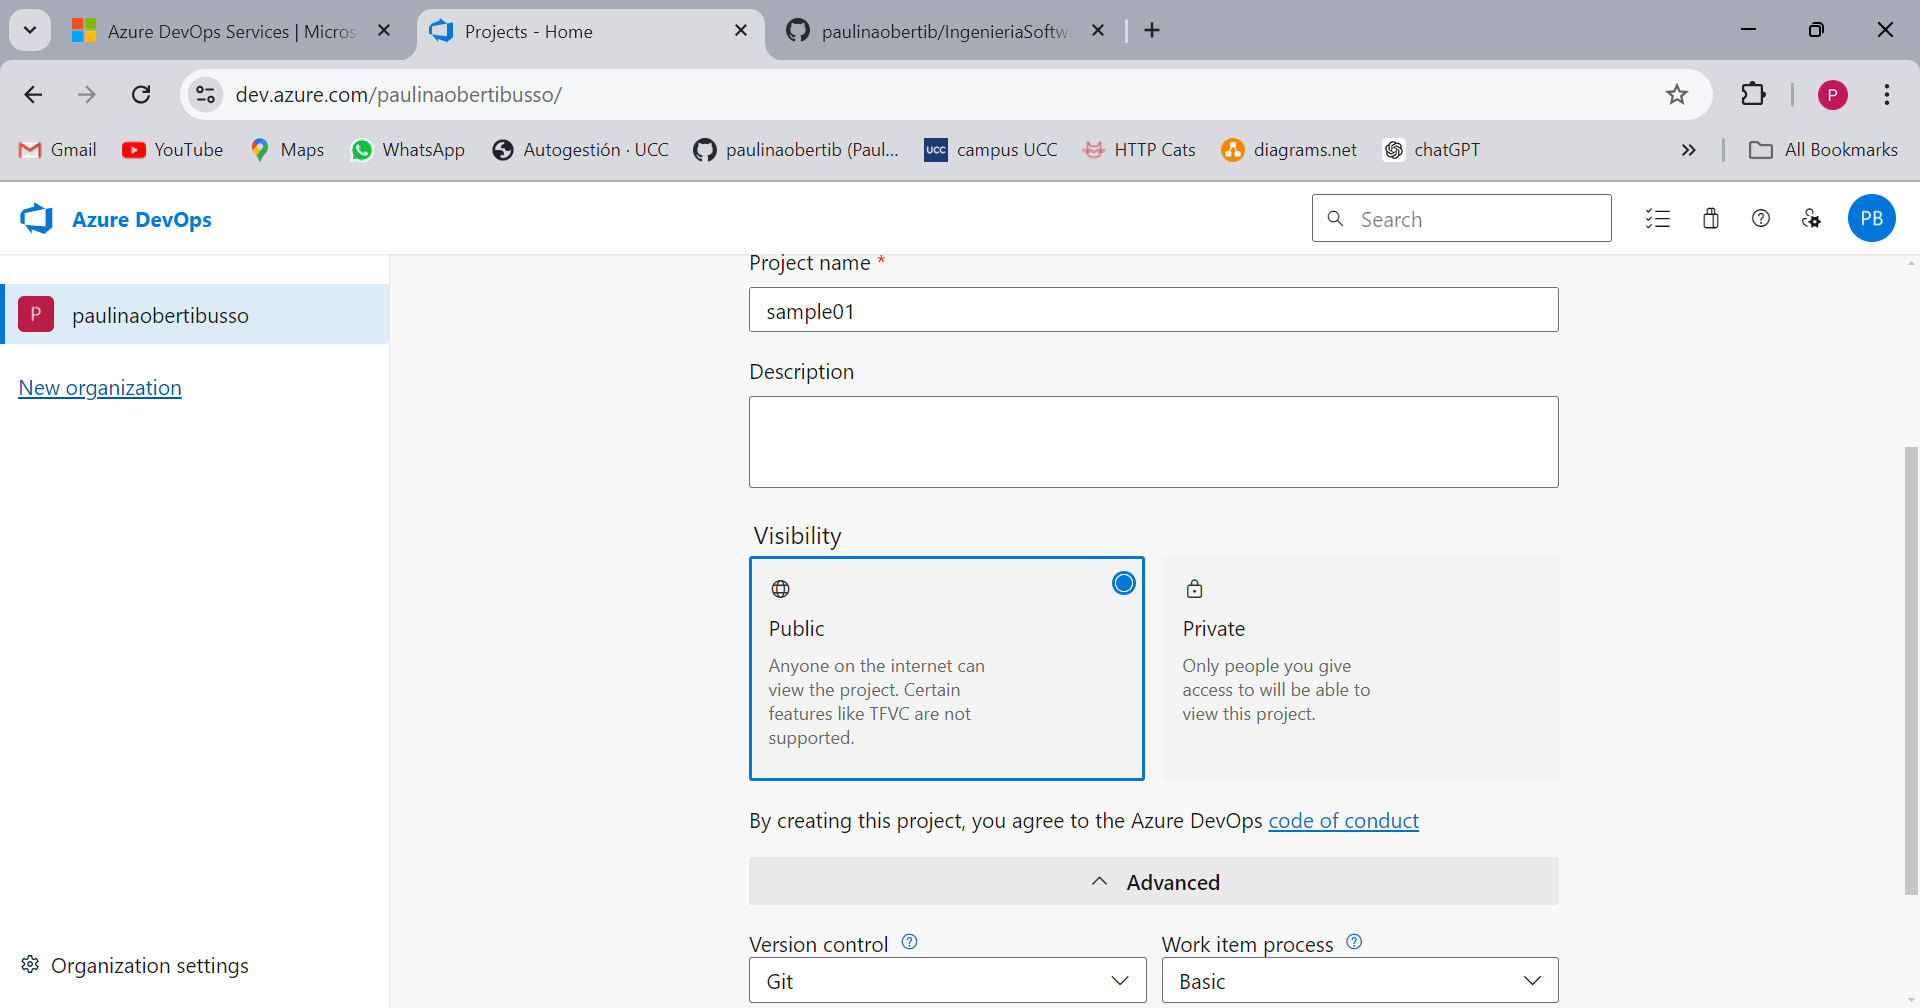 Azure DevOps Services | Micros
Projects - Home
paulinaobertib/IngenieriaSoftwa
dev.azure.com/paulinaobertibusso/
P
Gmail
YouTube
Maps
WhatsApp
Autogestión · UCC
paulinaobertib (Paul...
UCC
campus UCC
HTTP Cats
diagrams.net
chatGPT
All Bookmarks
Azure DevOps
Search
PB
P
paulinaobertibusso
New organization
Organization settings
Project name *
sample01
Description
Visibility
Public
Anyone on the internet can
view the project. Certain
features like TFVC are not
supported.
Private
Only people you give
access to will be able to
view this project.
By creating this project, you agree to the Azure DevOps code of conduct
Advanced
Version control
Git
Work item process
Basic